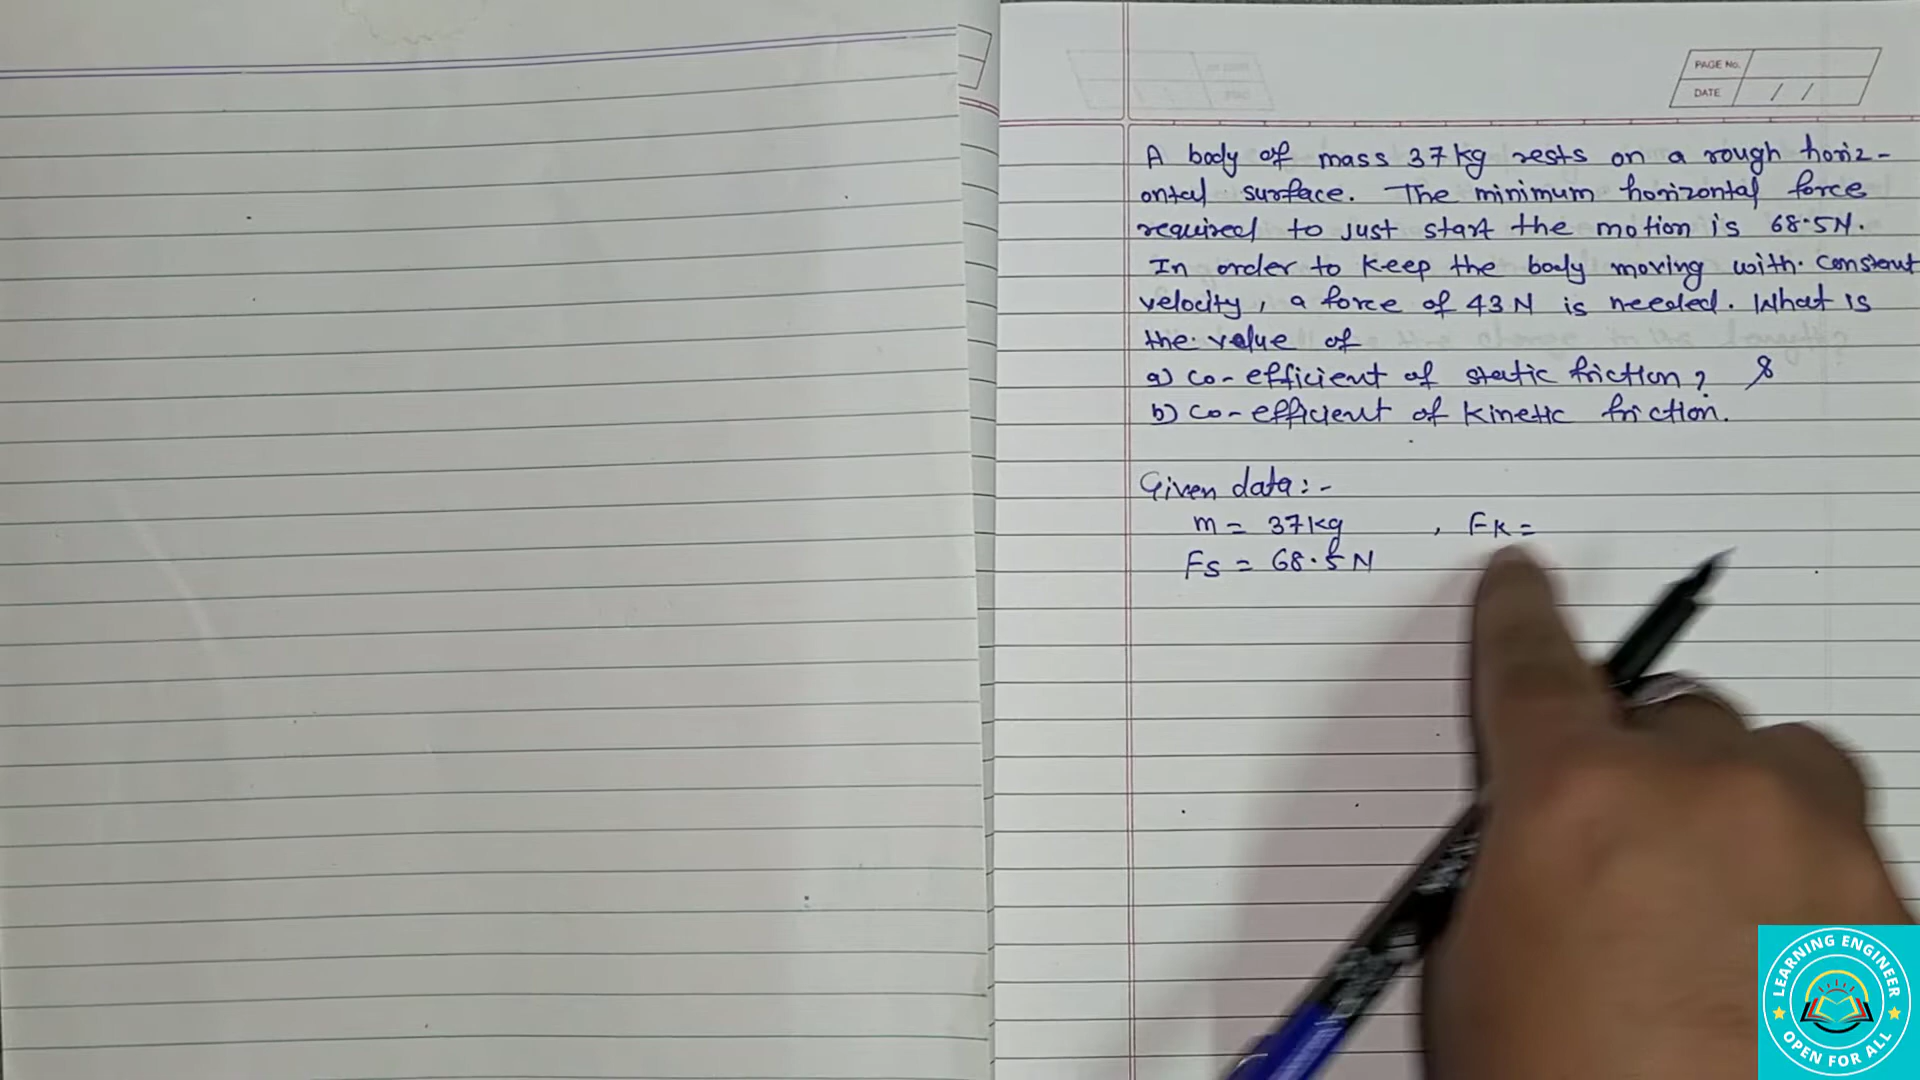 PAGE No.
DATE / /
A body of mass 37kg rests on a rough horiz-
ontal surface. The minimum horizontal force
required to just start the motion is 68.5N.
In order to keep the body moving with constant
velocity, a force of 43 N is needed. What is
the value of
a) co-efficient of static friction? &
b) co-efficient of kinetic friction.
Given data:-
m = 37kg , FK =
FS = 68.5 N
LEARNING ENGINEER
OPEN FOR ALL